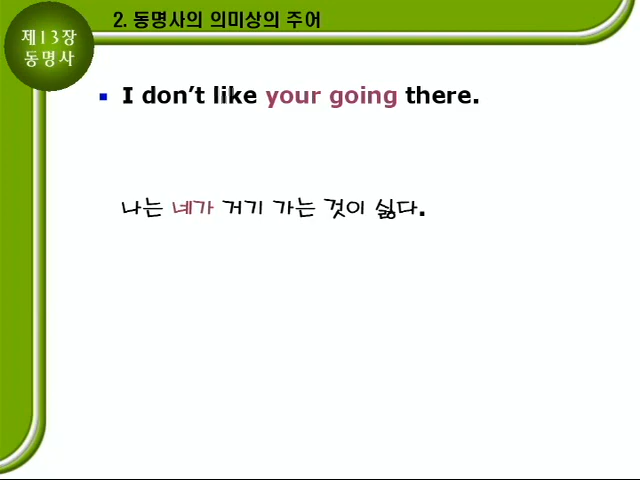 2. 동명사의 의미상의 주어
제13장
동명사
I don't like your going there.
나는 네가 거기 가는 것이 싫다.